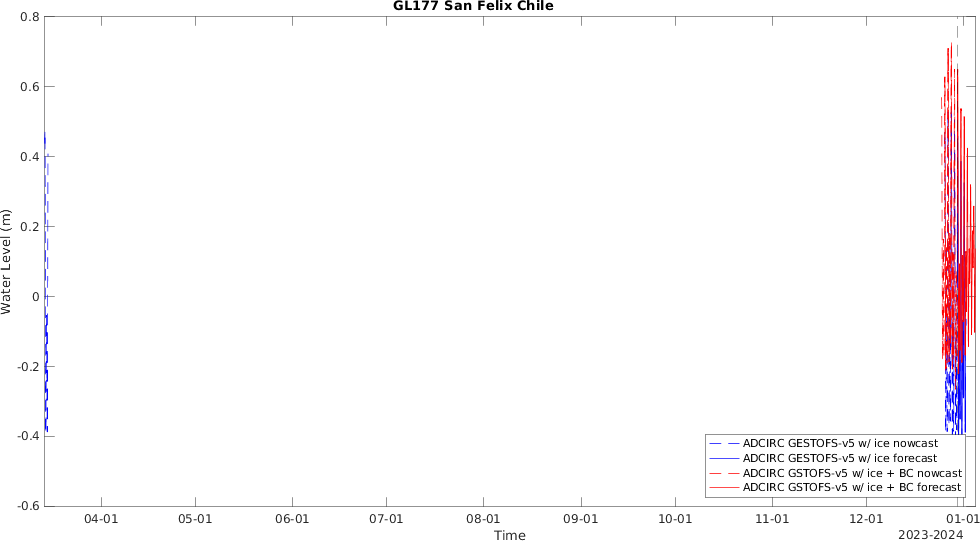 GL177 San Felix Chile
0.8
0.6
0.4
0.2
0
-0.2
-0.4
-0.6
Water Level (m)
ADCIRC GESTOFS-v5 w/ ice nowcast
ADCIRC GESTOFS-v5 w/ ice forecast
ADCIRC GSTOFS-v5 w/ ice + BC nowcast
ADCIRC GSTOFS-v5 w/ ice + BC forecast
04-01 05-01 06-01 07-01 08-01 09-01 10-01 11-01 12-01 01-01
Time
2023-2024